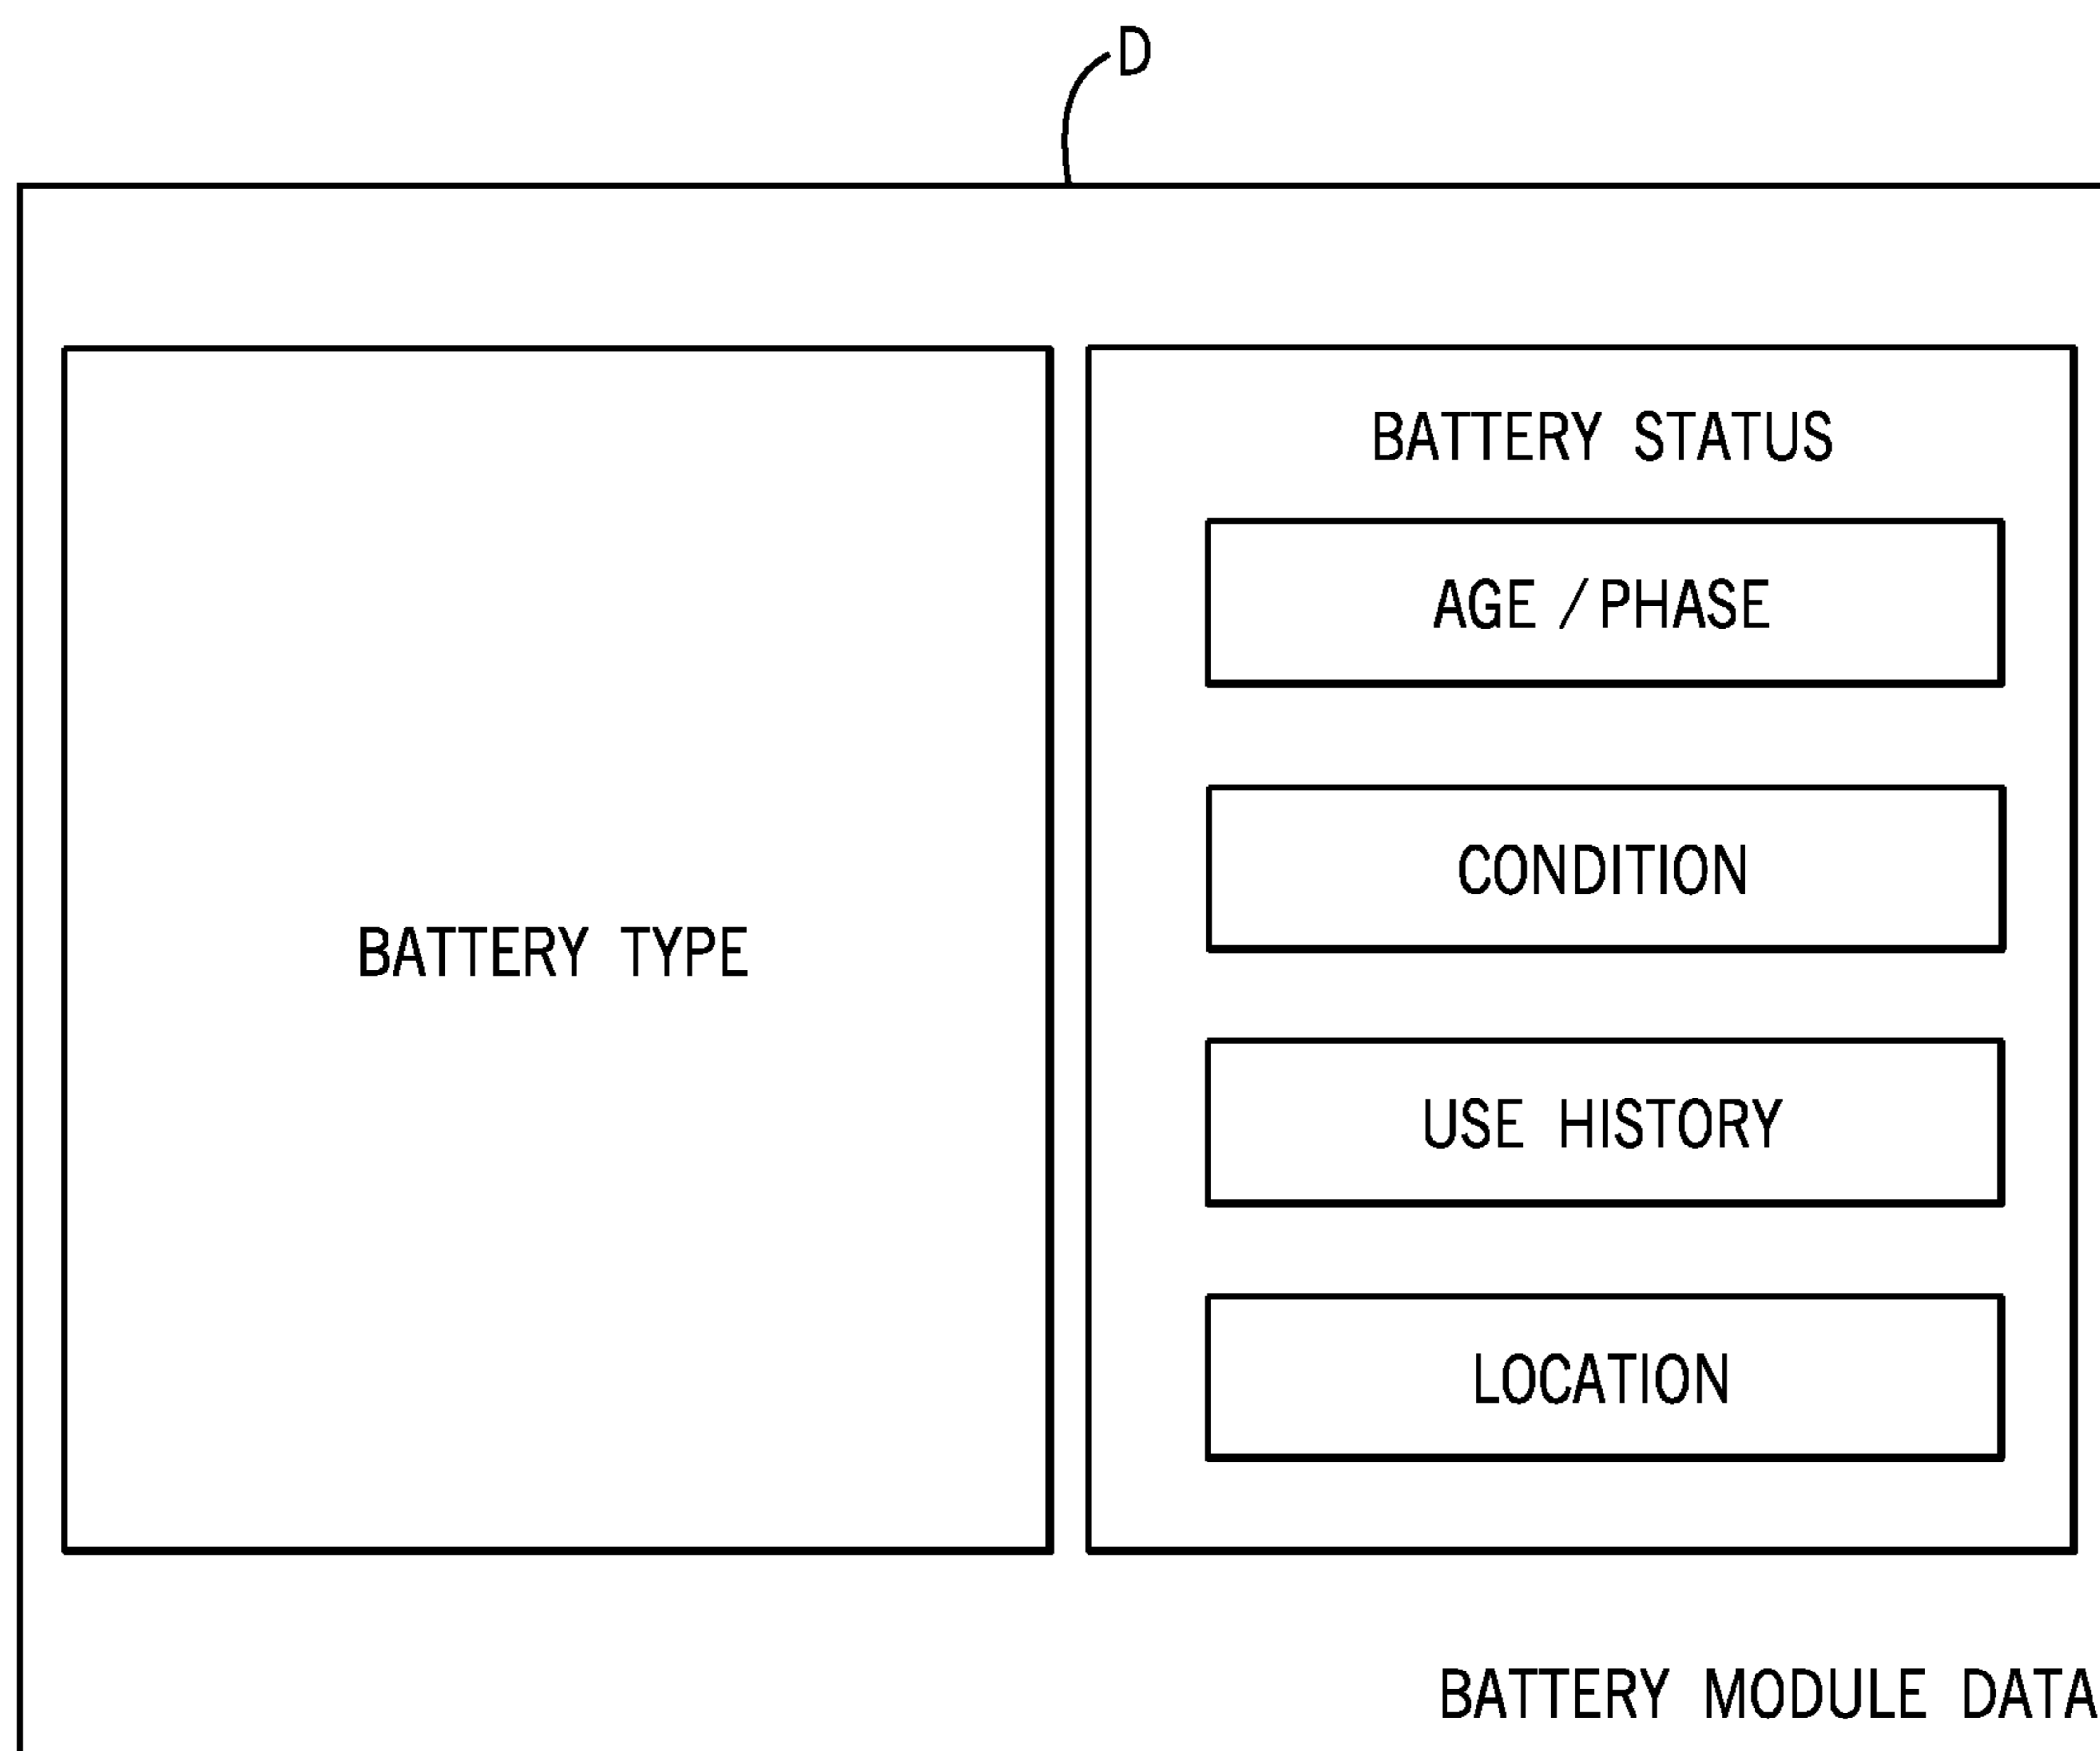 D
BATTERY TYPE
BATTERY STATUS
AGE / PHASE
CONDITION
USE HISTORY
LOCATION
BATTERY MODULE DATA